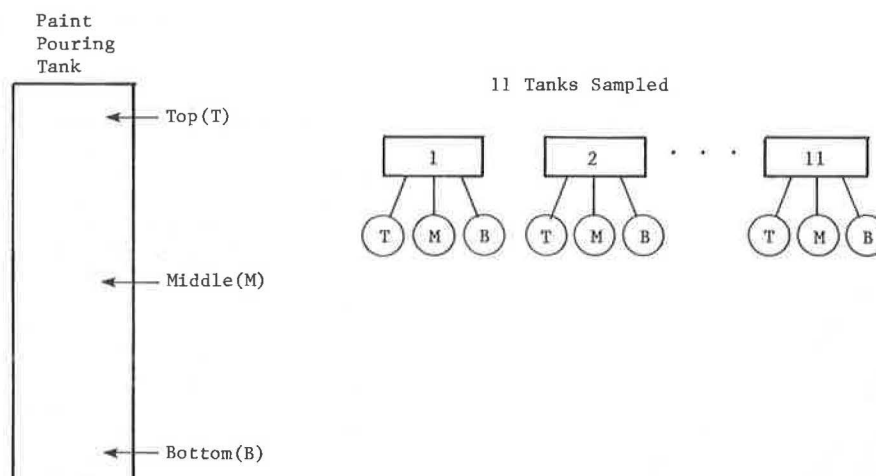 Paint
Pouring
Tank
Top(T)
Middle(M)
Bottom(B)
11 Tanks Sampled
1 2 . . . 11
T M B T M B T M B